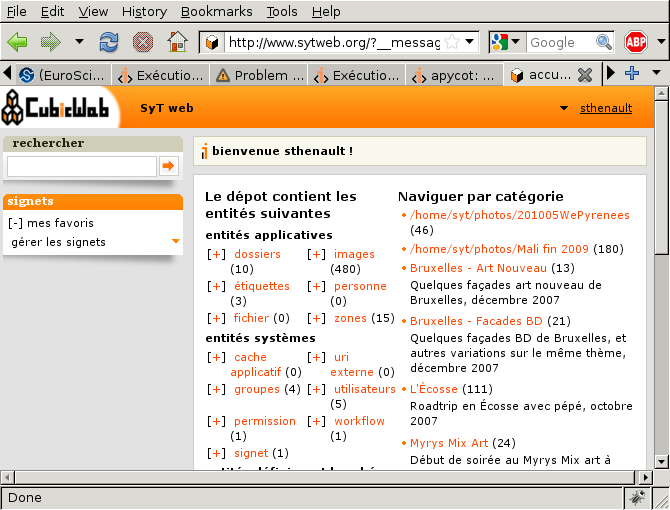 File Edit View History Bookmarks Tools Help
http://www.sytweb.org/?__messag Google ABP
(EuroSci... Exécutio... Problem ... Exécutio... apycot: ... accu...
CubicWeb SyT web sthenault
rechercher
signets
[-] mes favoris
gérer les signets
bienvenue sthenault !
Le dépot contient les
entités suivantes
entités applicatives
[+] dossiers [+] images
(10) (480)
[+] étiquettes [+] personne
(3) (0)
[+] fichier (0) [+] zones (15)
entités systèmes
[+] cache [+] uri
applicatif (0) externe (0)
[+] groupes (4) [+] utilisateurs
(5)
[+] permission [+] workflow
(1) (1)
[+] signet (1)
Naviguer par catégorie
/home/syt/photos/201005WePyrenees
(46)
/home/syt/photos/Mali fin 2009 (180)
Bruxelles - Art Nouveau (13)
Quelques façades art nouveau de
Bruxelles, décembre 2007
Bruxelles - Facades BD (21)
Quelques façades BD de Bruxelles, et
autres variations sur le même thème,
décembre 2007
L'Écosse (111)
Roadtrip en Écosse avec pépé, octobre
2007
Myrys Mix Art (24)
Début de soirée au Myrys Mix art à
Done